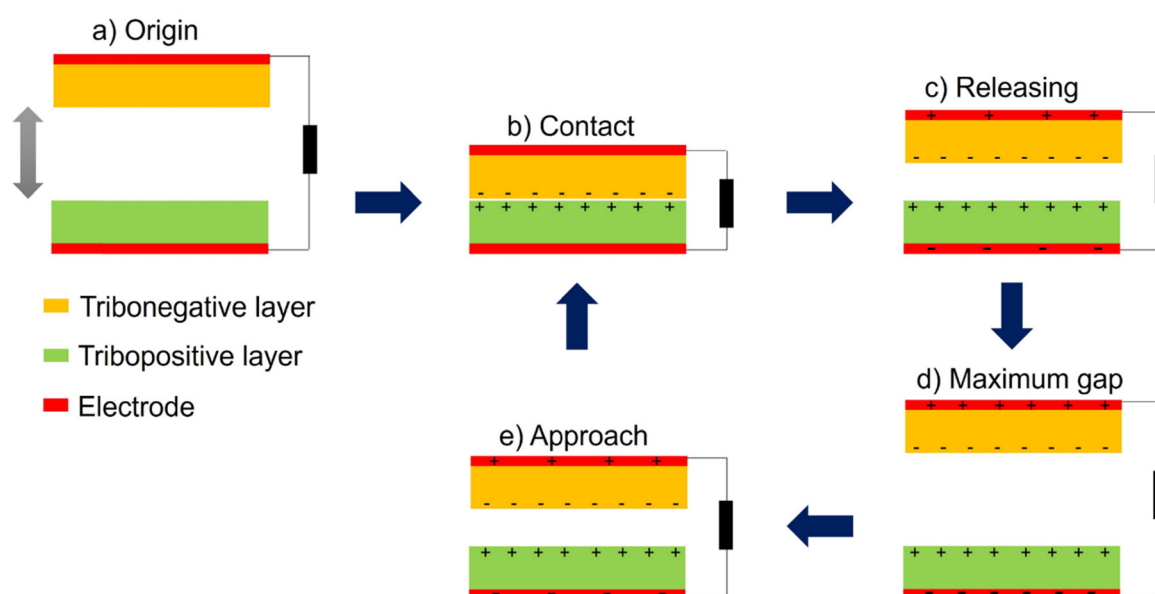 a) Origin
b) Contact
c) Releasing
Tribonegative layer
Tribopositive layer
Electrode
d) Maximum gap
e) Approach